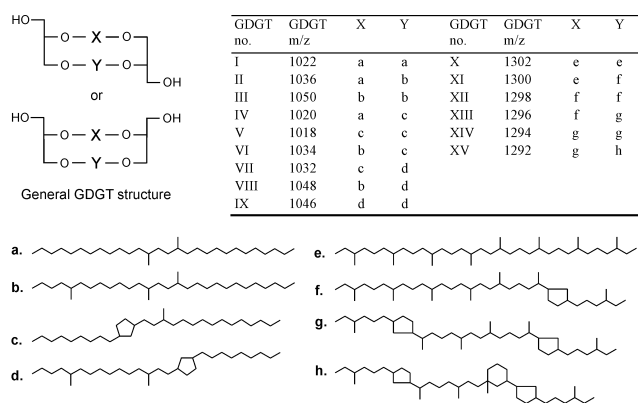 HO
O X O
O Y O
OH
or
HO OH
O X O
O Y O
General GDGT structure
GDGT no. GDGT m/z X Y GDGT no. GDGT m/z X Y
I 1022 a a X 1302 e e
II 1036 a b XI 1300 e f
III 1050 b b XII 1298 f f
IV 1020 a c XIII 1296 f g
V 1018 c c XIV 1294 g g
VI 1034 b c XV 1292 g h
VII 1032 c d
VIII 1048 b d
IX 1046 d d
a.
b.
c.
d.
e.
f.
g.
h.